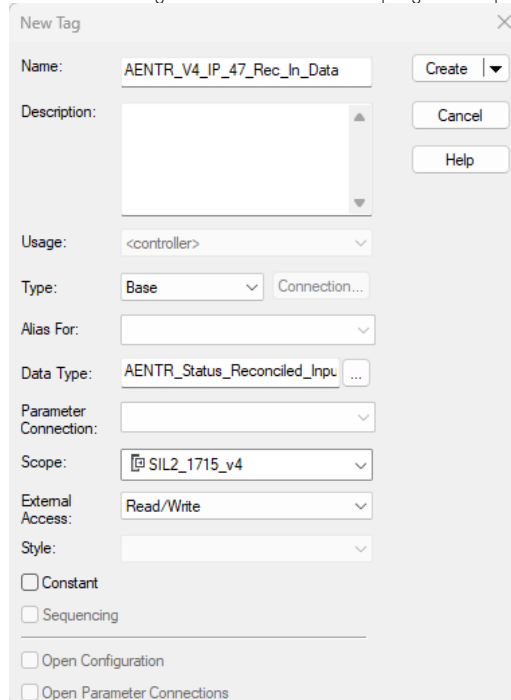 New Tag
Name: AENTR_V4_IP_47_Rec_In_Data Create
Description: Cancel
Help
Usage: <controller>
Type: Base Connection...
Alias For:
Data Type: AENTR_Status_Reconciled_Inpu ...
Parameter
Connection:
Scope: SIL2_1715_v4
External
Access: Read/Write
Style:
Constant
Sequencing
Open Configuration
Open Parameter Connections